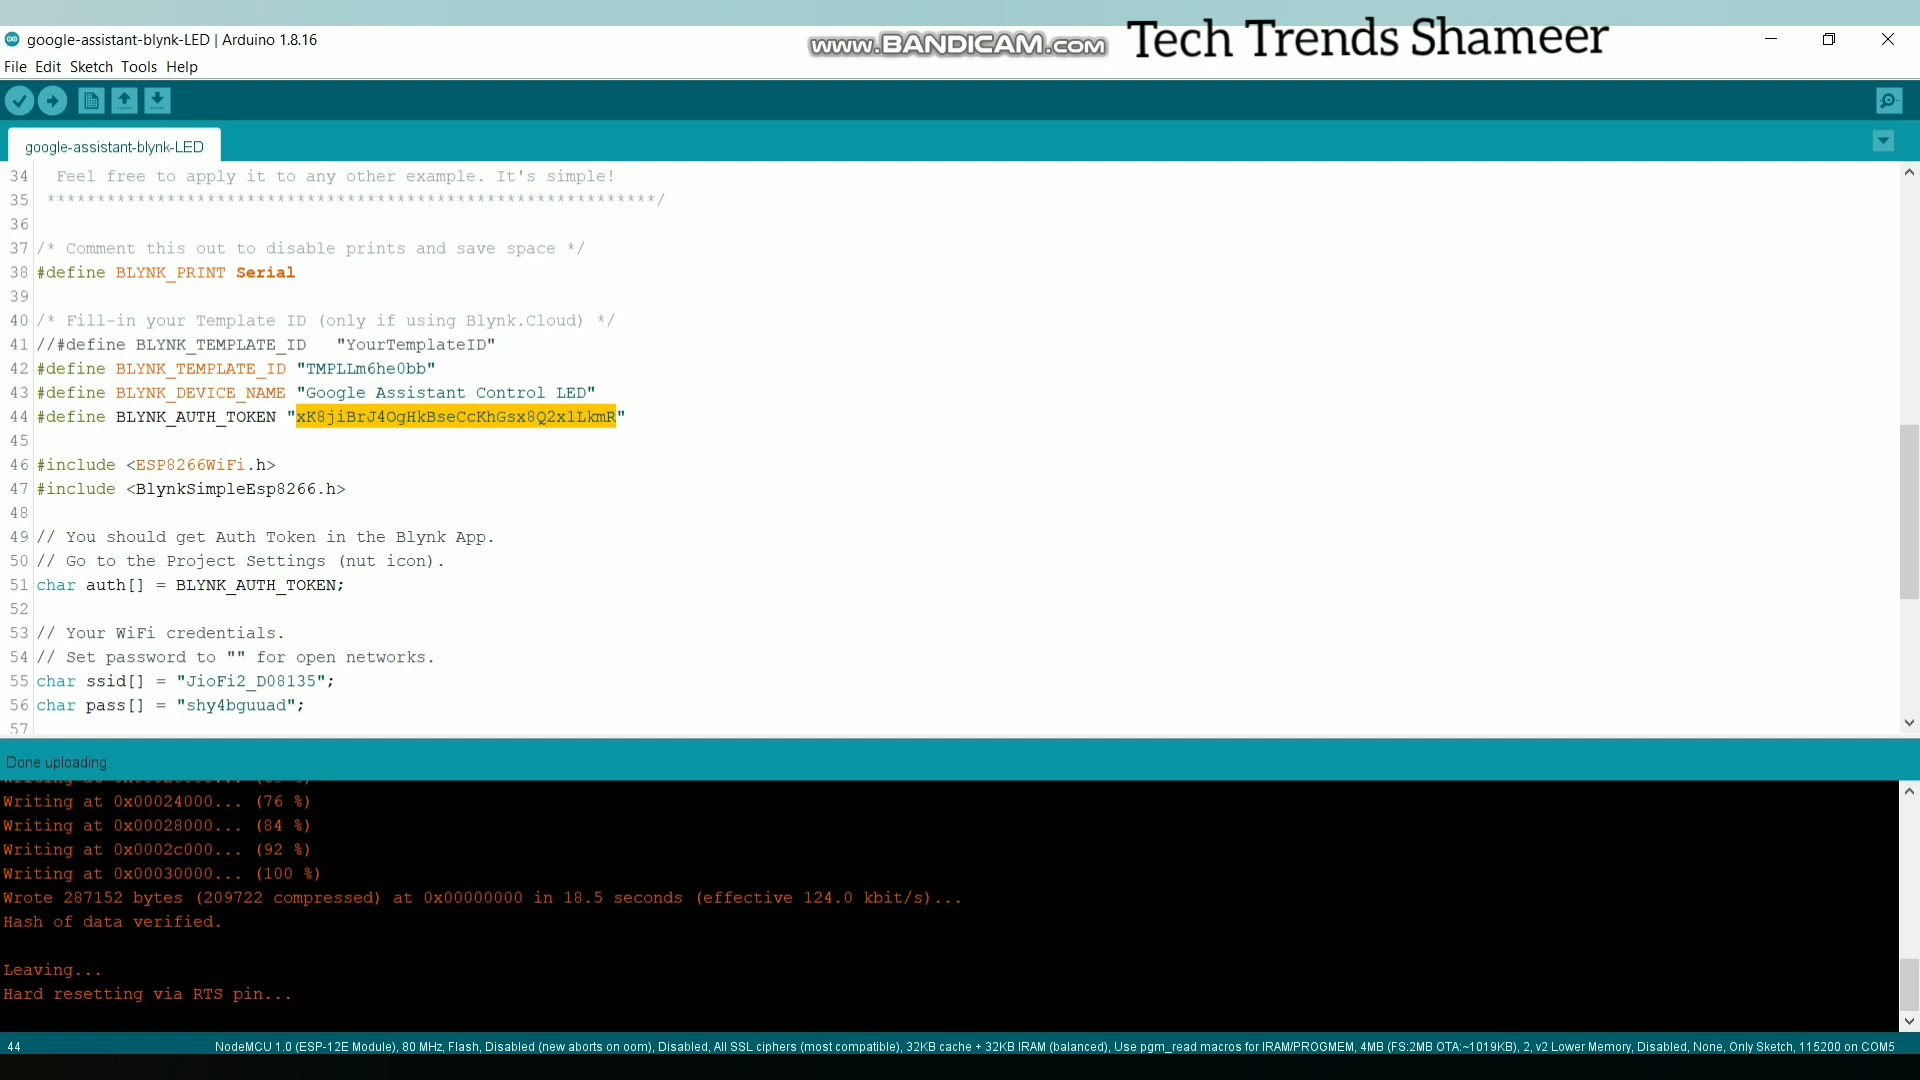 google-assistant-blynk-LED | Arduino 1.8.16
www.BANDICAM.com
Tech Trends Shameer
File Edit Sketch Tools Help
google-assistant-blynk-LED
34 Feel free to apply it to any other example. It's simple!
35 *************************************************************/
36
37 /* Comment this out to disable prints and save space */
38 #define BLYNK_PRINT Serial
39
40 /* Fill-in your Template ID (only if using Blynk.Cloud) */
41 //#define BLYNK_TEMPLATE_ID "YourTemplateID"
42 #define BLYNK_TEMPLATE_ID "TMPLLm6he0bb"
43 #define BLYNK_DEVICE_NAME "Google Assistant Control LED"
44 #define BLYNK_AUTH_TOKEN "xK8jiBrJ4OgHkBseCcKhGsx8Q2x1LkmR"
45
46 #include <ESP8266WiFi.h>
47 #include <BlynkSimpleEsp8266.h>
48
49 // You should get Auth Token in the Blynk App.
50 // Go to the Project Settings (nut icon).
51 char auth[] = BLYNK_AUTH_TOKEN;
52
53 // Your WiFi credentials.
54 // Set password to "" for open networks.
55 char ssid[] = "JioFi2_D08135";
56 char pass[] = "shy4bguuad";
57
Done uploading.
Writing at 0x00024000... (76 %)
Writing at 0x00028000... (84 %)
Writing at 0x0002c000... (92 %)
Writing at 0x00030000... (100 %)
Wrote 287152 bytes (209722 compressed) at 0x00000000 in 18.5 seconds (effective 124.0 kbit/s)...
Hash of data verified.
Leaving...
Hard resetting via RTS pin...
44 NodeMCU 1.0 (ESP-12E Module), 80 MHz, Flash, Disabled (new aborts on oom), Disabled, All SSL ciphers (most compatible), 32KB cache + 32KB IRAM (balanced), Use pgm_read macros for IRAM/PROGMEM, 4MB (FS:2MB OTA:~1019KB), 2, v2 Lower Memory, Disabled, None, Only Sketch, 115200 on COM5